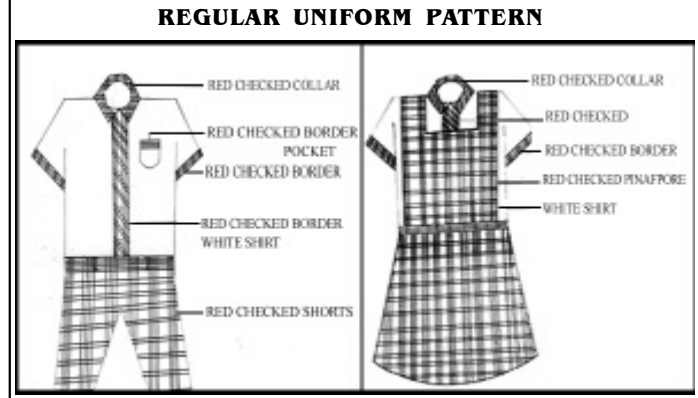 REGULAR UNIFORM PATTERN
RED CHECKED COLLAR
RED CHECKED BORDER
POCKET
RED CHECKED BORDER
RED CHECKED BORDER
WHITE SHIRT
RED CHECKED SHORTS
RED CHECKED COLLAR
RED CHECKED
RED CHECKED BORDER
RED CHECKED PINAFPORE
WHITE SHIRT